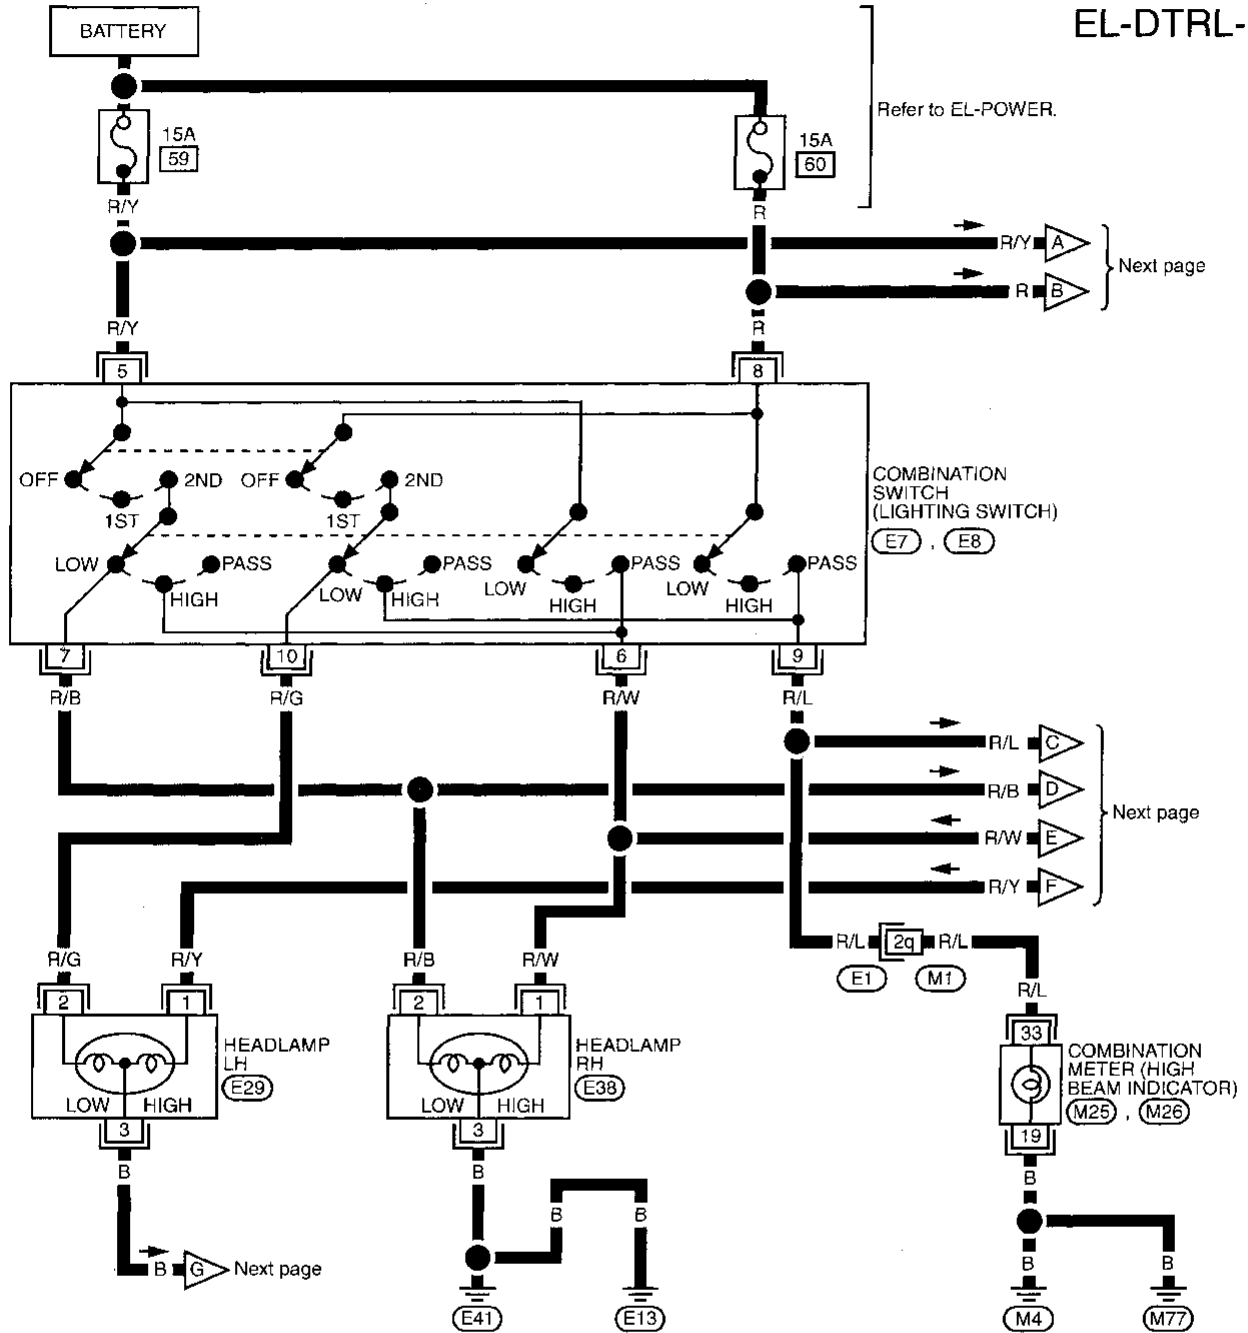 EL-DTRL-
BATTERY
Refer to EL-POWER.
15A
59
15A
60
R/Y
R
R/Y A
Next page
R B
R/Y
R
5
8
OFF
2ND
OFF
2ND
1ST
1ST
COMBINATION
SWITCH
(LIGHTING SWITCH)
E7 , E8
LOW
PASS
HIGH
LOW
PASS
HIGH
LOW
PASS
HIGH
LOW
PASS
HIGH
7
10
6
9
R/B
R/G
R/W
R/L
R/L C
R/B D
R/W E
R/Y F
Next page
R/L 2q R/L
E1
M1
R/G
R/Y
R/B
R/W
R/L
2
1
2
1
33
HEADLAMP
LH
E29
LOW HIGH
HEADLAMP
RH
E38
LOW HIGH
COMBINATION
METER (HIGH
BEAM INDICATOR)
M25 , M26
3
3
19
B
B
B
B
B
B G Next page
B
B
E41
E13
M4
M77